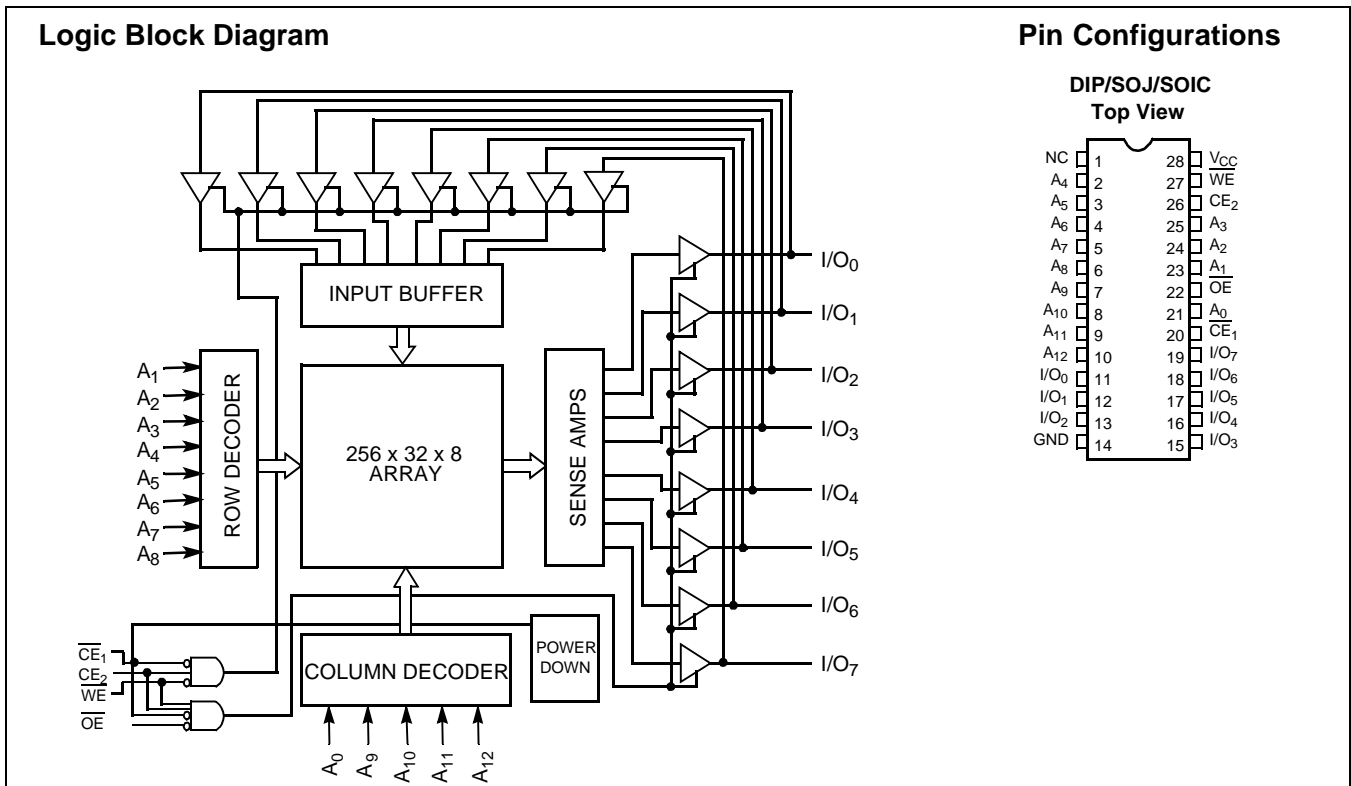 Logic Block Diagram
INPUT BUFFER
A1
A2
A3
A4
A5
A6
A7
A8
ROW DECODER
256 x 32 x 8
ARRAY
SENSE AMPS
I/O0
I/O1
I/O2
I/O3
I/O4
I/O5
I/O6
I/O7
CE1
CE2
WE
OE
COLUMN DECODER
POWER
DOWN
A0 A9 A10 A11 A12
Pin Configurations
DIP/SOJ/SOIC
Top View
NC 1 28 VCC
A4 2 27 WE
A5 3 26 CE2
A6 4 25 A3
A7 5 24 A2
A8 6 23 A1
A9 7 22 OE
A10 8 21 A0
A11 9 20 CE1
A12 10 19 I/O7
I/O0 11 18 I/O6
I/O1 12 17 I/O5
I/O2 13 16 I/O4
GND 14 15 I/O3